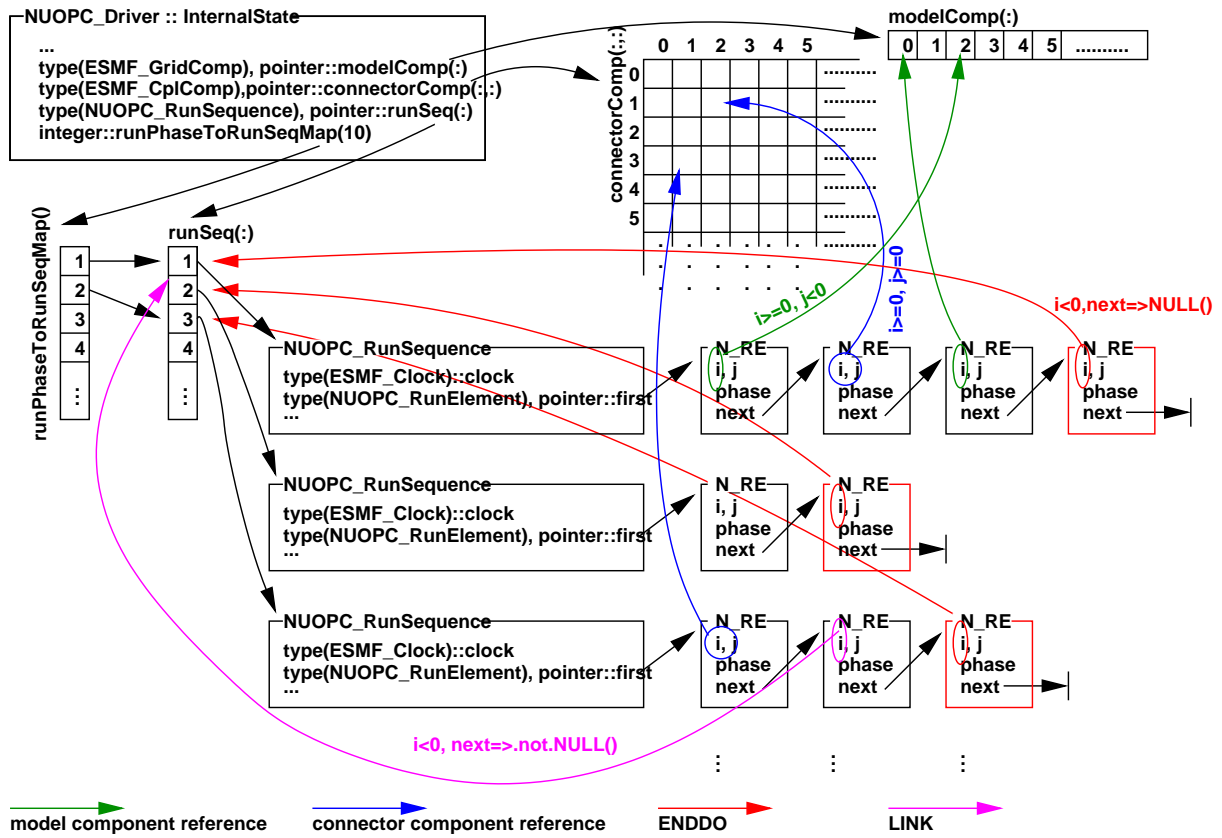 NUOPC_Driver :: InternalState
...
type(ESMF_GridComp), pointer::modelComp(:)
type(ESMF_CplComp),pointer::connectorComp(:,:)
type(NUOPC_RunSequence), pointer::runSeq(:)
integer::runPhaseToRunSeqMap(10)
modelComp(:)
0 1 2 3 4 5 ..........
connectorComp(:,:)
0 1 2 3 4 5
0 ..........
1 ..........
2 ..........
3 ..........
4 ..........
5 ..........
. . . . . . ..........
. . . . . .
. . . . . .
runPhaseToRunSeqMap()
1
2
3
4
...
runSeq(:)
1
2
3
4
...
i>=0, j<0
i>=0, j>=0
i<0,next=>NULL()
NUOPC_RunSequence
type(ESMF_Clock)::clock
type(NUOPC_RunElement), pointer::first
...
N_RE
i, j
phase
next
N_RE
i, j
phase
next
N_RE
i, j
phase
next
N_RE
i, j
phase
next
NUOPC_RunSequence
type(ESMF_Clock)::clock
type(NUOPC_RunElement), pointer::first
...
N_RE
i, j
phase
next
N_RE
i, j
phase
next
NUOPC_RunSequence
type(ESMF_Clock)::clock
type(NUOPC_RunElement), pointer::first
...
N_RE
i, j
phase
next
N_RE
i, j
phase
next
N_RE
i, j
phase
next
i<0, next=>.not.NULL()
... ... ...
model component reference
connector component reference
ENDDO
LINK